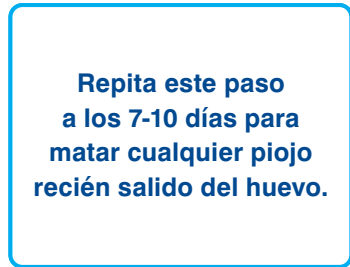 Repita este paso
a los 7-10 días para
matar cualquier piojo
recién salido del huevo.